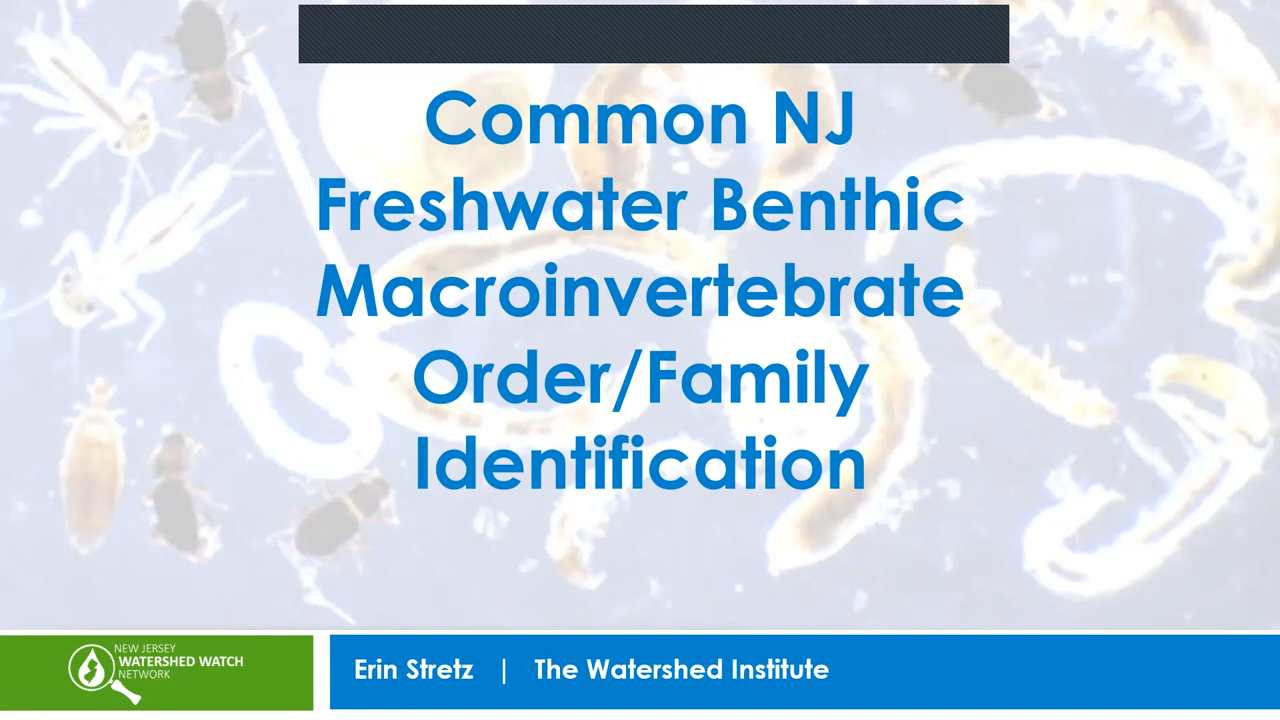 Common NJ
Freshwater Benthic
Macroinvertebrate
Order/Family
Identification
NEW JERSEY
WATERSHED WATCH
NETWORK
Erin Stretz | The Watershed Institute